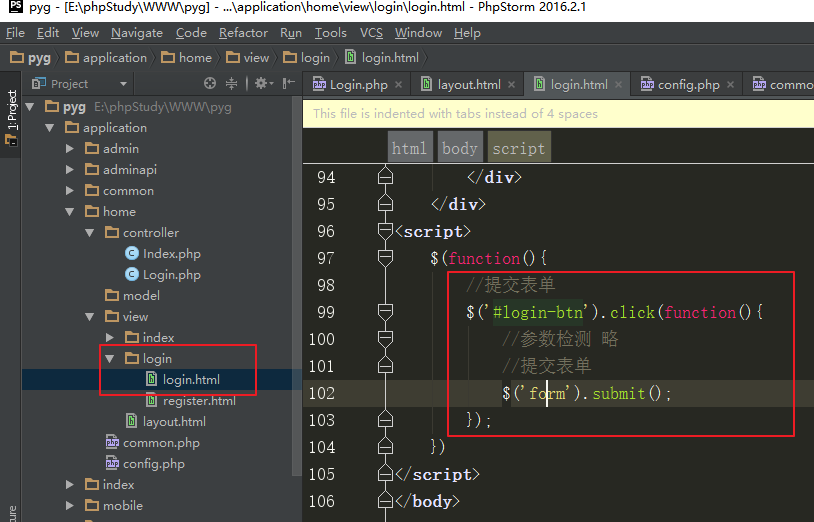 pyg - [E:\phpStudy\WWW\pyg] - ...\application\home\view\login\login.html - PhpStorm 2016.2.1
File Edit View Navigate Code Refactor Run Tools VCS Window Help
pyg application home view login login.html
Project
Login.php × layout.html × login.html × config.php ×
1: Project
pyg E:\phpStudy\WWW\pyg
application
admin
adminapi
common
home
controller
Index.php
Login.php
model
view
index
login
login.html
register.html
layout.html
common.php
config.php
index
mobile
This file is indented with tabs instead of 4 spaces
html body script
94 </div>
95 </div>
96 <script>
97 $(function(){
98 //提交表单
99 $('#login-btn').click(function(){
100 //参数检测 略
101 //提交表单
102 $('form').submit();
103 });
104 })
105 </script>
106 </body>